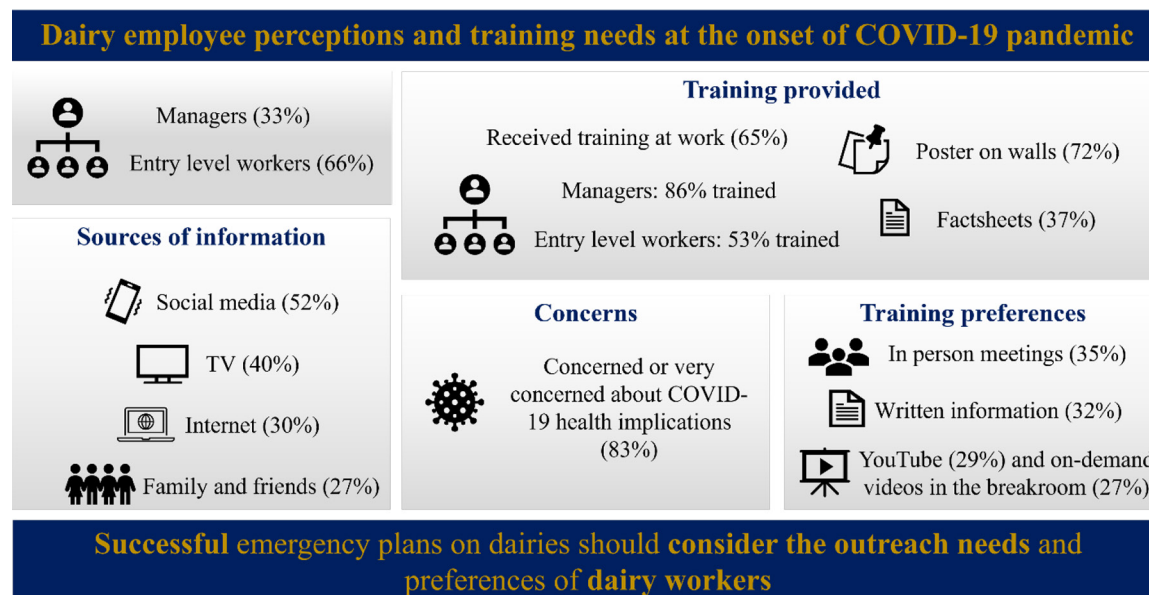 Dairy employee perceptions and training needs at the onset of COVID-19 pandemic
Managers (33%)
Entry level workers (66%)
Sources of information
Social media (52%)
TV (40%)
Internet (30%)
Family and friends (27%)
Training provided
Received training at work (65%)
Managers: 86% trained
Entry level workers: 53% trained
Poster on walls (72%)
Factsheets (37%)
Concerns
Concerned or very
concerned about COVID-
19 health implications
(83%)
Training preferences
In person meetings (35%)
Written information (32%)
YouTube (29%) and on-demand
videos in the breakroom (27%)
Successful emergency plans on dairies should consider the outreach needs and
preferences of dairy workers